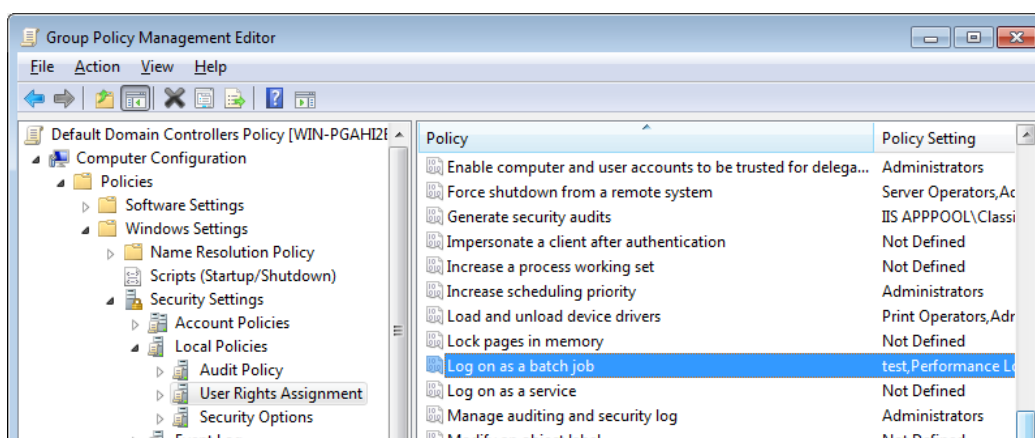 Group Policy Management Editor
File Action View Help
Default Domain Controllers Policy [WIN-PGAHI2
Computer Configuration
Policies
Software Settings
Windows Settings
Name Resolution Policy
Scripts (Startup/Shutdown)
Security Settings
Account Policies
Local Policies
Audit Policy
User Rights Assignment
Security Options
Policy Policy Setting
Enable computer and user accounts to be trusted for delega... Administrators
Force shutdown from a remote system Server Operators,Ac
Generate security audits IIS APPPOOL\Classi
Impersonate a client after authentication Not Defined
Increase a process working set Not Defined
Increase scheduling priority Administrators
Load and unload device drivers Print Operators,Adr
Lock pages in memory Not Defined
Log on as a batch job test,Performance Lo
Log on as a service Not Defined
Manage auditing and security log Administrators